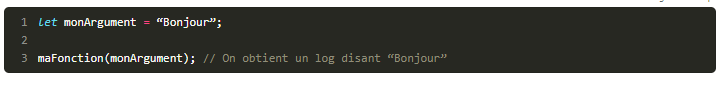 1 let monArgument = “Bonjour”;
2
3 maFonction(monArgument); // On obtient un log disant “Bonjour”